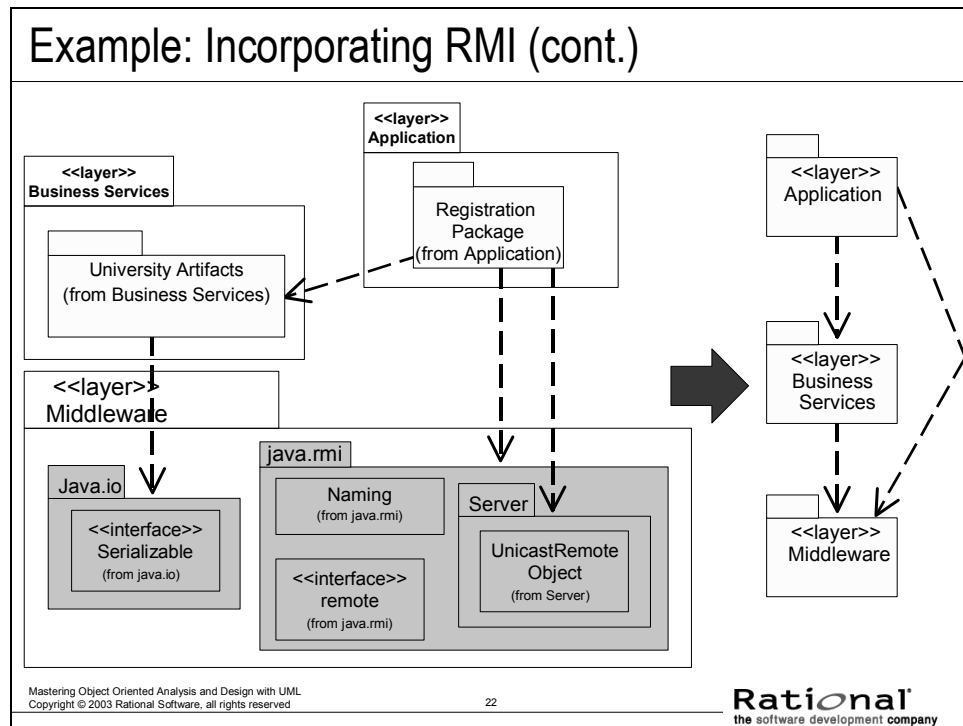 Example: Incorporating RMI (cont.)
<<layer>>
Application
<<layer>>
Business Services
Registration
Package
(from Application)
University Artifacts
(from Business Services)
<<layer>>
Middleware
java.rmi
Java.io
Naming
(from java.rmi)
Server
<<interface>>
Serializable
(from java.io)
<<interface>>
remote
(from java.rmi)
UnicastRemote
Object
(from Server)
<<layer>>
Application
<<layer>>
Business
Services
<<layer>>
Middleware
Mastering Object Oriented Analysis and Design with UML
Copyright © 2003 Rational Software, all rights reserved
22
Rational
the software development company